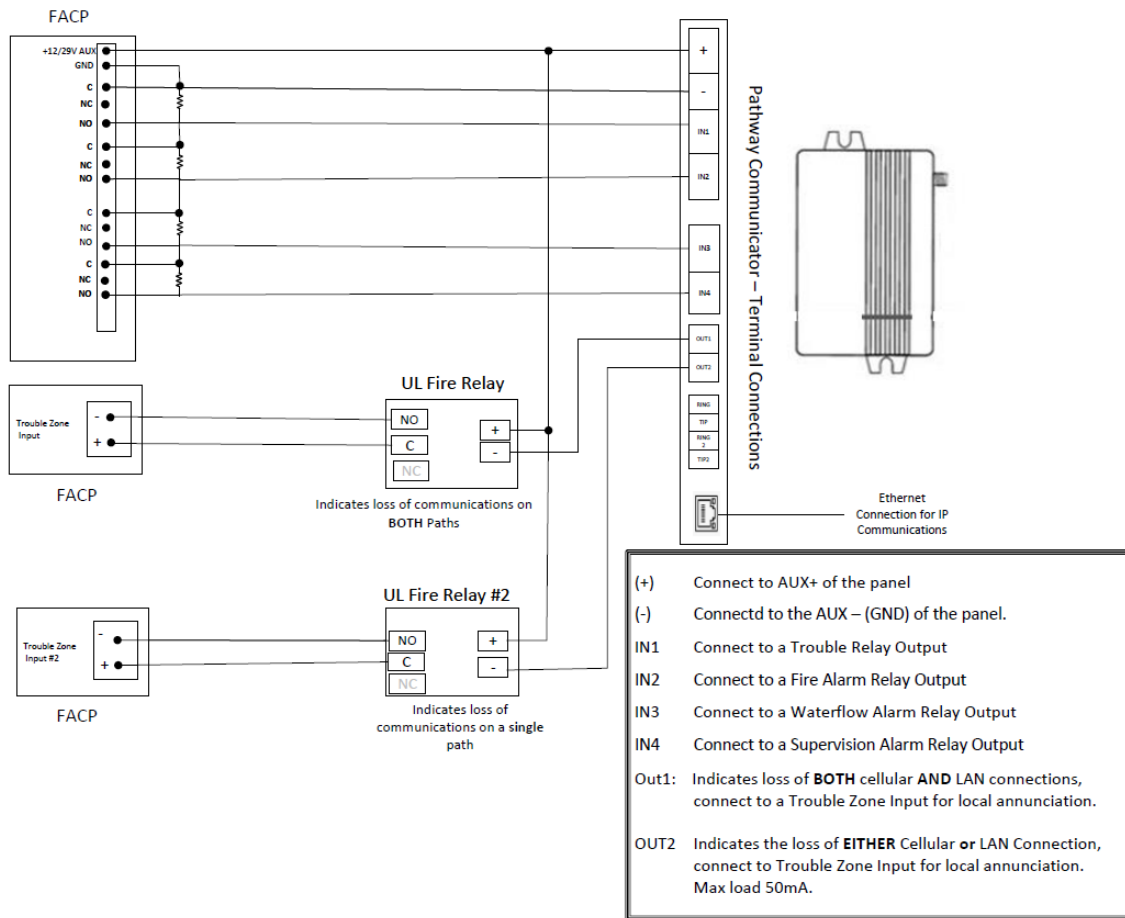 FACP
+12/29V AUX
GND
C
NC
NO
C
NC
NO
C
NC
NO
C
NC
NO
+
-
IN1
IN2
IN3
IN4
OUT1
OUT2
RING
TIP
RING
2
TIP2
Pathway Communicator – Terminal Connections
Ethernet
Connection for IP
Communications
Trouble Zone
Input
-
+
FACP
UL Fire Relay
NO
C
NC
+
-
Indicates loss of communications on
BOTH Paths
Trouble Zone
Input #2
-
+
FACP
UL Fire Relay #2
NO
C
NC
+
-
Indicates loss of
communications on a single
path
(+) Connect to AUX+ of the panel
(-) Connectd to the AUX – (GND) of the panel.
IN1 Connect to a Trouble Relay Output
IN2 Connect to a Fire Alarm Relay Output
IN3 Connect to a Waterflow Alarm Relay Output
IN4 Connect to a Supervision Alarm Relay Output
Out1: Indicates loss of BOTH cellular AND LAN connections,
connect to a Trouble Zone Input for local annunciation.
OUT2 Indicates the loss of EITHER Cellular or LAN Connection,
connect to Trouble Zone Input for local annunciation.
Max load 50mA.